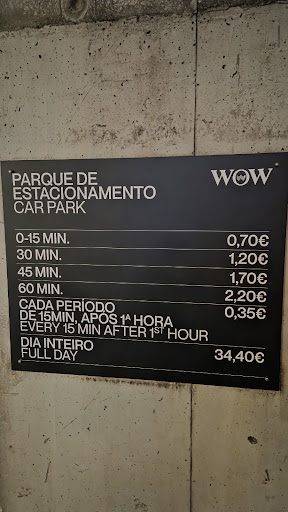 PARQUE DE
ESTACIONAMENTO
CAR PARK
WOW
0-15 MIN. 0,70€
30 MIN. 1,20€
45 MIN. 1,70€
60 MIN. 2,20€
CADA PERÍODO 0,35€
DE 15MIN. APÓS 1ª HORA
EVERY 15 MIN AFTER 1ST HOUR
DIA INTEIRO 34,40€
FULL DAY